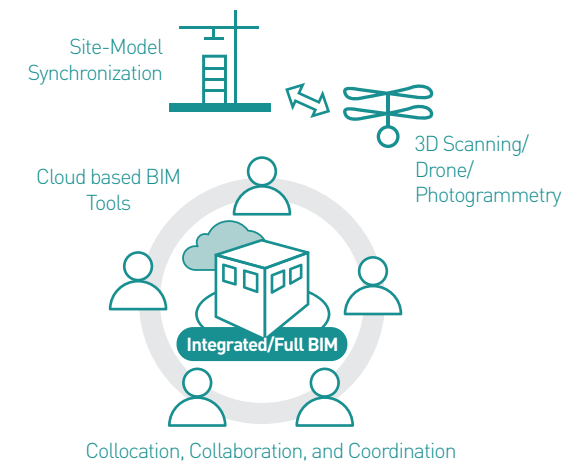 Site-Model
Synchronization
3D Scanning/
Drone/
Photogrammetry
Cloud based BIM
Tools
Integrated/Full BIM
Collocation, Collaboration, and Coordination